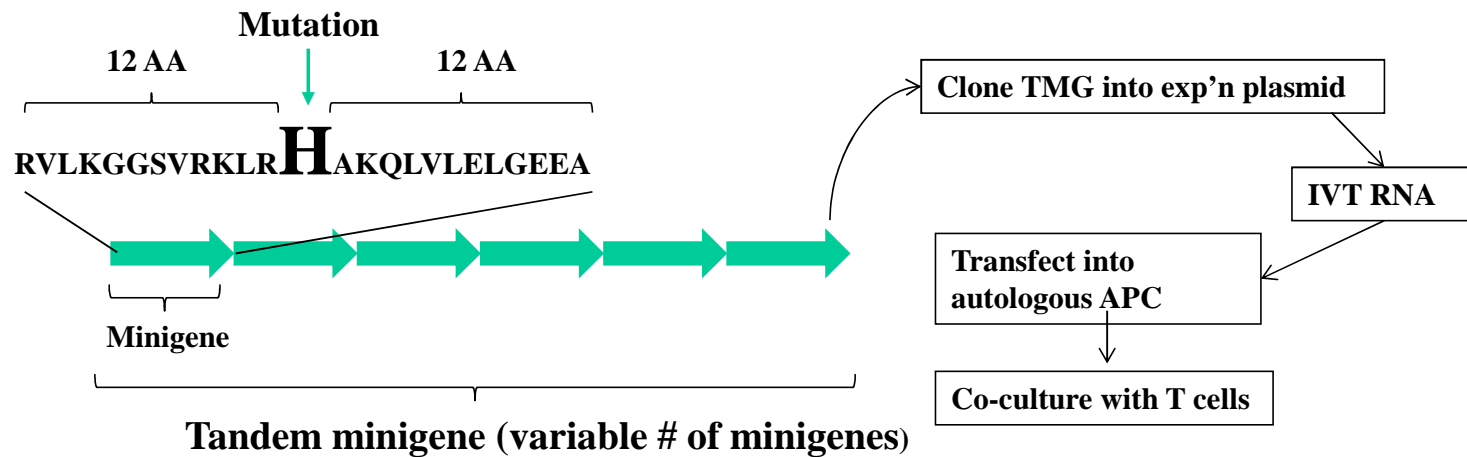 Mutation
12 AA
12 AA
RVLKGGSVRKLRHAKQLVLELGEEA
Minigene
Tandem minigene (variable # of minigenes)
Clone TMG into exp'n plasmid
IVT RNA
Transfect into
autologous APC
Co-culture with T cells